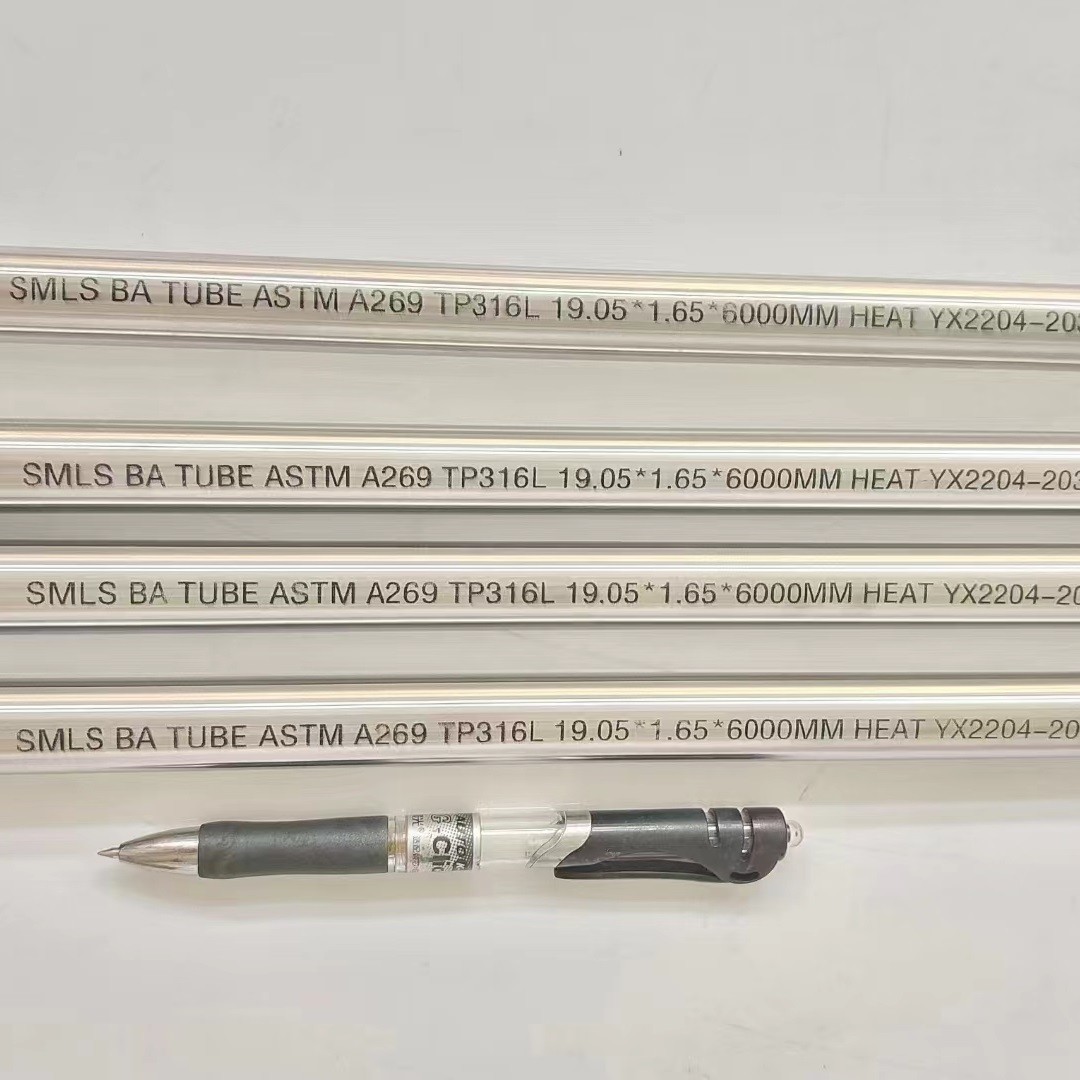 SMLS BA TUBE ASTM A269 TP316L 19.05*1.65*6000MM HEAT YX2204-203
SMLS BA TUBE ASTM A269 TP316L 19.05*1.65*6000MM HEAT YX2204-203
SMLS BA TUBE ASTM A269 TP316L 19.05*1.65*6000MM HEAT YX2204-20
SMLS BA TUBE ASTM A269 TP316L 19.05*1.65*6000MM HEAT YX2204-20